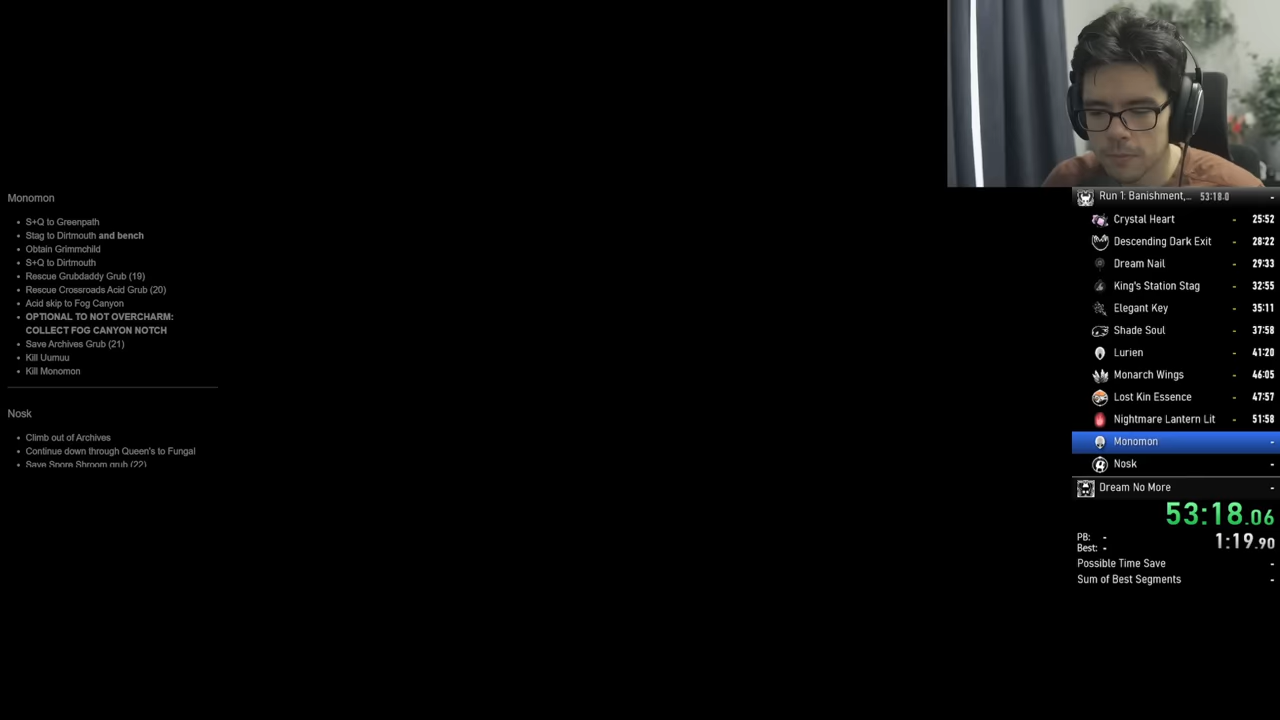 Monomon
S+Q to Greenpath
Stag to Dirtmouth and bench
Obtain Grimmchild
S+Q to Dirtmouth
Rescue Grubdaddy Grub (19)
Rescue Crossroads Acid Grub (20)
Acid skip to Fog Canyon
OPTIONAL TO NOT OVERCHARM:
COLLECT FOG CANYON NOTCH
Save Archives Grub (21)
Kill Uumuu
Kill Monomon
Nosk
Climb out of Archives
Continue down through Queen's to Fungal
Save Spore Shroom grub (22)
Run 1: Banishment,... 53:18.0 -
Crystal Heart - 25:52
Descending Dark Exit - 28:22
Dream Nail - 29:33
King's Station Stag - 32:55
Elegant Key - 35:11
Shade Soul - 37:58
Lurien - 41:20
Monarch Wings - 46:05
Lost Kin Essence - 47:57
Nightmare Lantern Lit - 51:58
Monomon -
Nosk -
Dream No More -
53:18.06
PB: - 1:19.90
Best: -
Possible Time Save -
Sum of Best Segments -